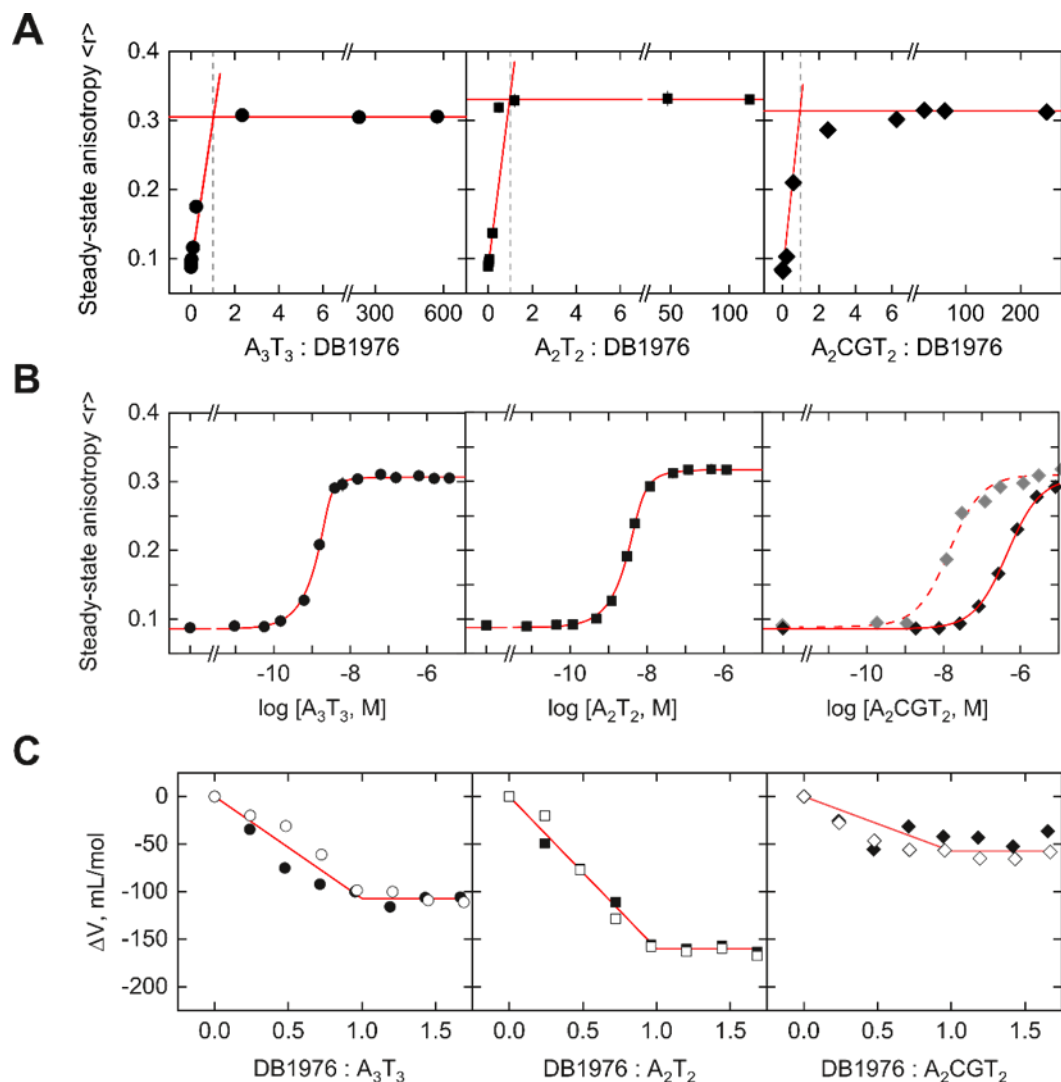 A
Steady-state anisotropy <r>
0.4
0.3
0.2
0.1
0 2 4 6 300 600
0 2 4 6 50 100
0 2 4 6 100 200
A₃T₃ : DB1976
A₂T₂ : DB1976
A₂CGT₂ : DB1976
B
Steady-state anisotropy <r>
0.4
0.3
0.2
0.1
-10 -8 -6
-10 -8 -6
-10 -8 -6
log [A₃T₃, M]
log [A₂T₂, M]
log [A₂CGT₂, M]
C
ΔV, mL/mol
0
-50
-100
-150
-200
0.0 0.5 1.0 1.5
0.0 0.5 1.0 1.5
0.0 0.5 1.0 1.5
DB1976 : A₃T₃
DB1976 : A₂T₂
DB1976 : A₂CGT₂